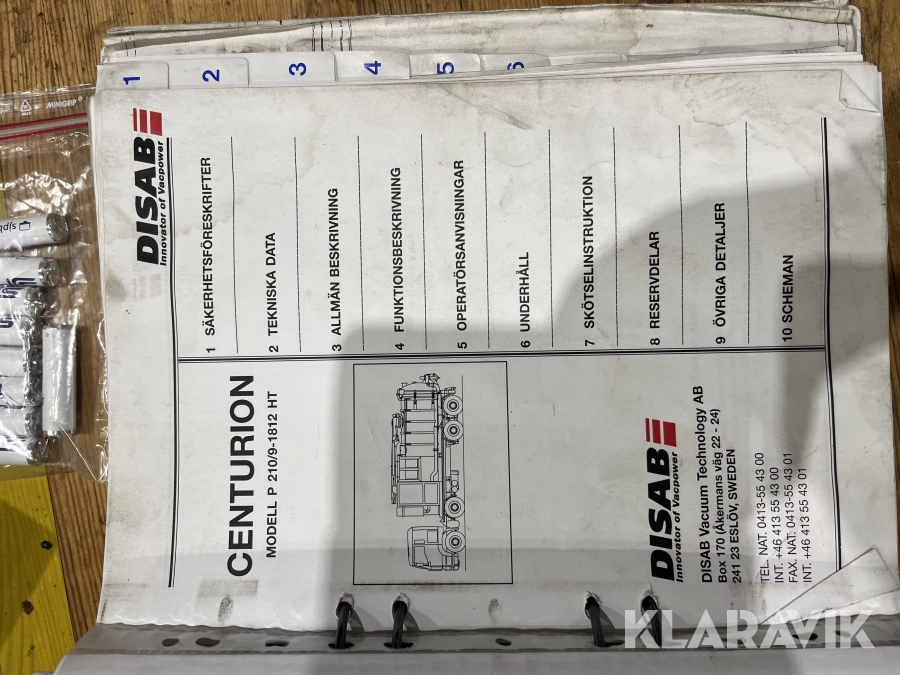 1
2
3
4
5
6
MINIGRIP
DISAB
Innovator of Vacpower
CENTURION
MODELL P 210/9-1812 HT
DISAB
Innovator of Vacpower
DISAB Vacuum Technology AB
Box 170 (Åkermans väg 22 - 24)
241 23 ESLÖV, SWEDEN
TEL. NAT. 0413-55 43 00
INT. +46 413 55 43 00
FAX. NAT: 0413-55 43 01
INT. +46 413 55 43 01
1 SÄKERHETSFÖRESKRIFTER
2 TEKNISKA DATA
3 ALLMÄN BESKRIVNING
4 FUNKTIONSBESKRIVNING
5 OPERATÖRSANVISNINGAR
6 UNDERHÅLL
7 SKÖTSELINSTRUKTION
8 RESERVDELAR
9 ÖVRIGA DETALJER
10 SCHEMAN
KLARAVIK